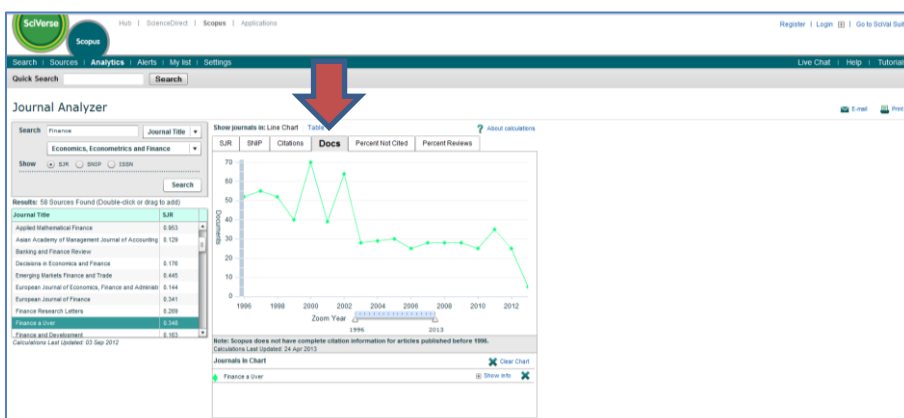 SciVerse
Scopus
Hub | ScienceDirect | Scopus | Applications
Register | Login | Go to SciVal Suit
Search | Sources | Analytics | Alerts | My list | Settings
Live Chat | Help | Tutorial
Quick Search Search
Journal Analyzer
E-mail Print
Search Finance Journal Title
Economics, Econometrics and Finance
Show SJR SNIP ISSN
Search
Results: 58 Sources Found (Double-click or drag to add)
Journal Title SJR
Applied Mathematical Finance 0.953
Asian Academy of Management Journal of Accounting 0.129
Banking and Finance Review
Decisions in Economics and Finance 0.176
Emerging Markets Finance and Trade 0.445
European Journal of Economics, Finance and Administ 0.144
European Journal of Finance 0.341
Finance Research Letters 0.289
Finance a Uver 0.348
Finance and Development 0.163
Calculations Last Updated: 03 Sep 2012
Show journals in: Line Chart | Table
About calculations
SJR SNIP Citations Docs Percent Not Cited Percent Reviews
Documents
70
60
50
40
30
20
10
0
1996 1998 2000 2002 2004 2006 2008 2010 2012
Zoom Year
1996 2013
Note: Scopus does not have complete citation information for articles published before 1996.
Calculations Last Updated: 24 Apr 2013
Journals in Chart Clear Chart
Finance a Uver Show info